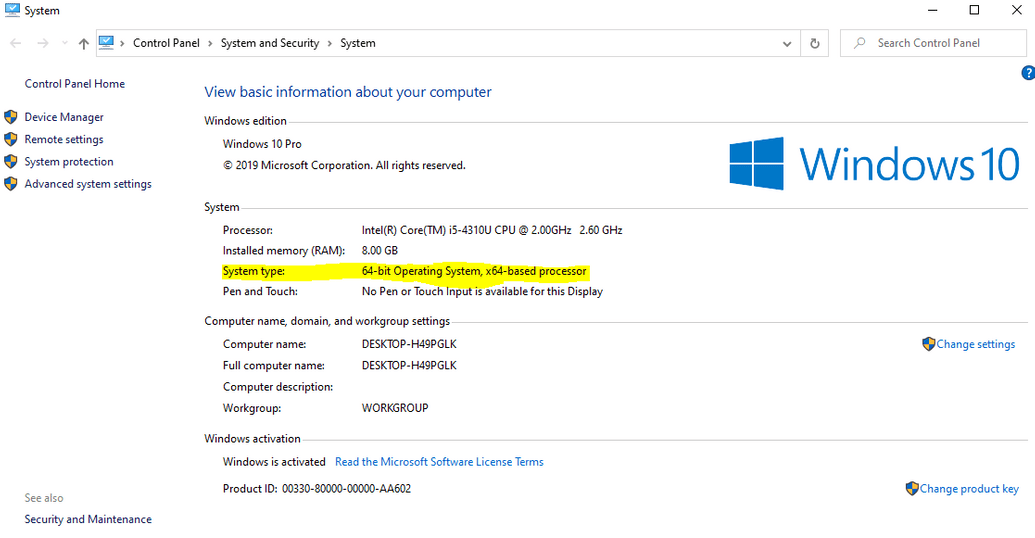 System
Control Panel > System and Security > System
Search Control Panel
Control Panel Home
Device Manager
Remote settings
System protection
Advanced system settings
See also
Security and Maintenance
?
View basic information about your computer
Windows edition
Windows 10 Pro
© 2019 Microsoft Corporation. All rights reserved.
Windows 10
System
Processor: Intel(R) Core(TM) i5-4310U CPU @ 2.00GHz 2.60 GHz
Installed memory (RAM): 8.00 GB
System type: 64-bit Operating System, x64-based processor
Pen and Touch: No Pen or Touch Input is available for this Display
Computer name, domain, and workgroup settings
Computer name: DESKTOP-H49PGLK
Change settings
Full computer name: DESKTOP-H49PGLK
Computer description:
Workgroup: WORKGROUP
Windows activation
Windows is activated Read the Microsoft Software License Terms
Product ID: 00330-80000-00000-AA602
Change product key